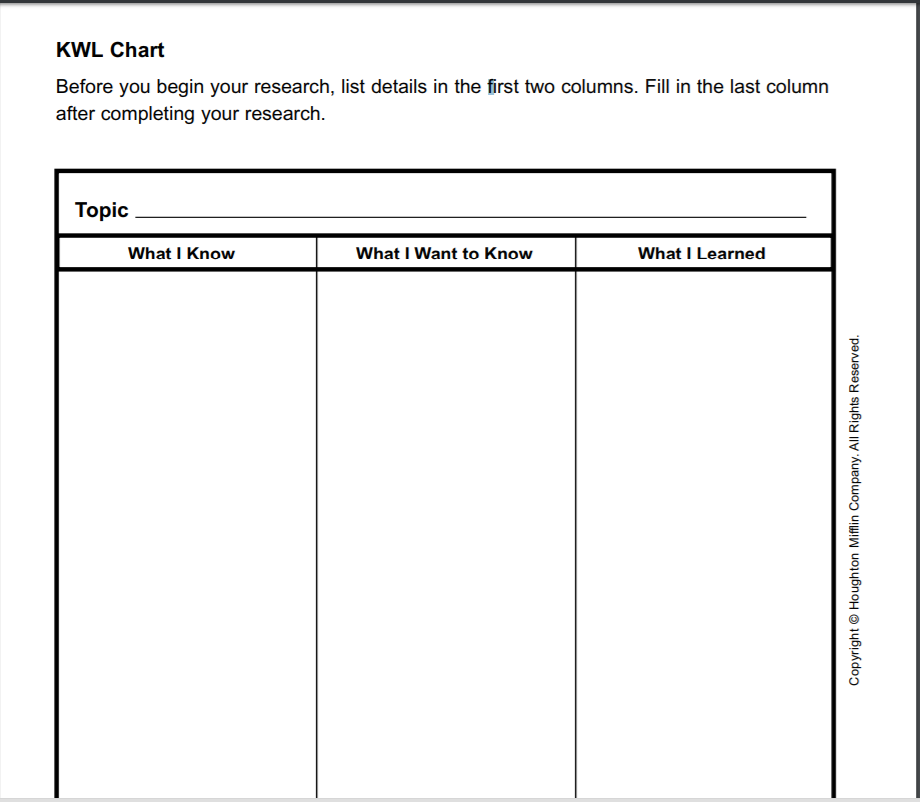 KWL Chart
Before you begin your research, list details in the first two columns. Fill in the last column
after completing your research.
Topic
What I Know
What I Want to Know
What I Learned
Copyright © Houghton Mifflin Company. All Rights Reserved.